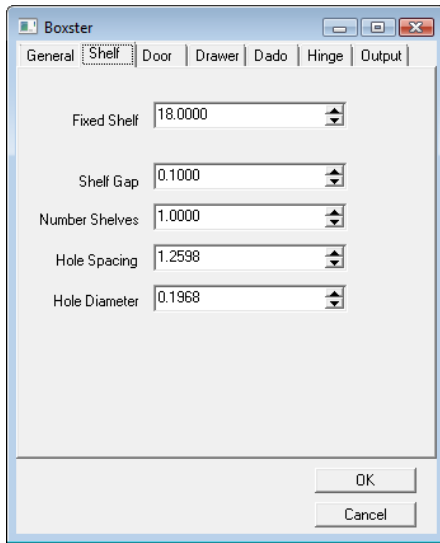 Boxster
General Shelf Door Drawer Dado Hinge Output
Fixed Shelf 18.0000
Shelf Gap 0.1000
Number Shelves 1.0000
Hole Spacing 1.2598
Hole Diameter 0.1968
OK
Cancel